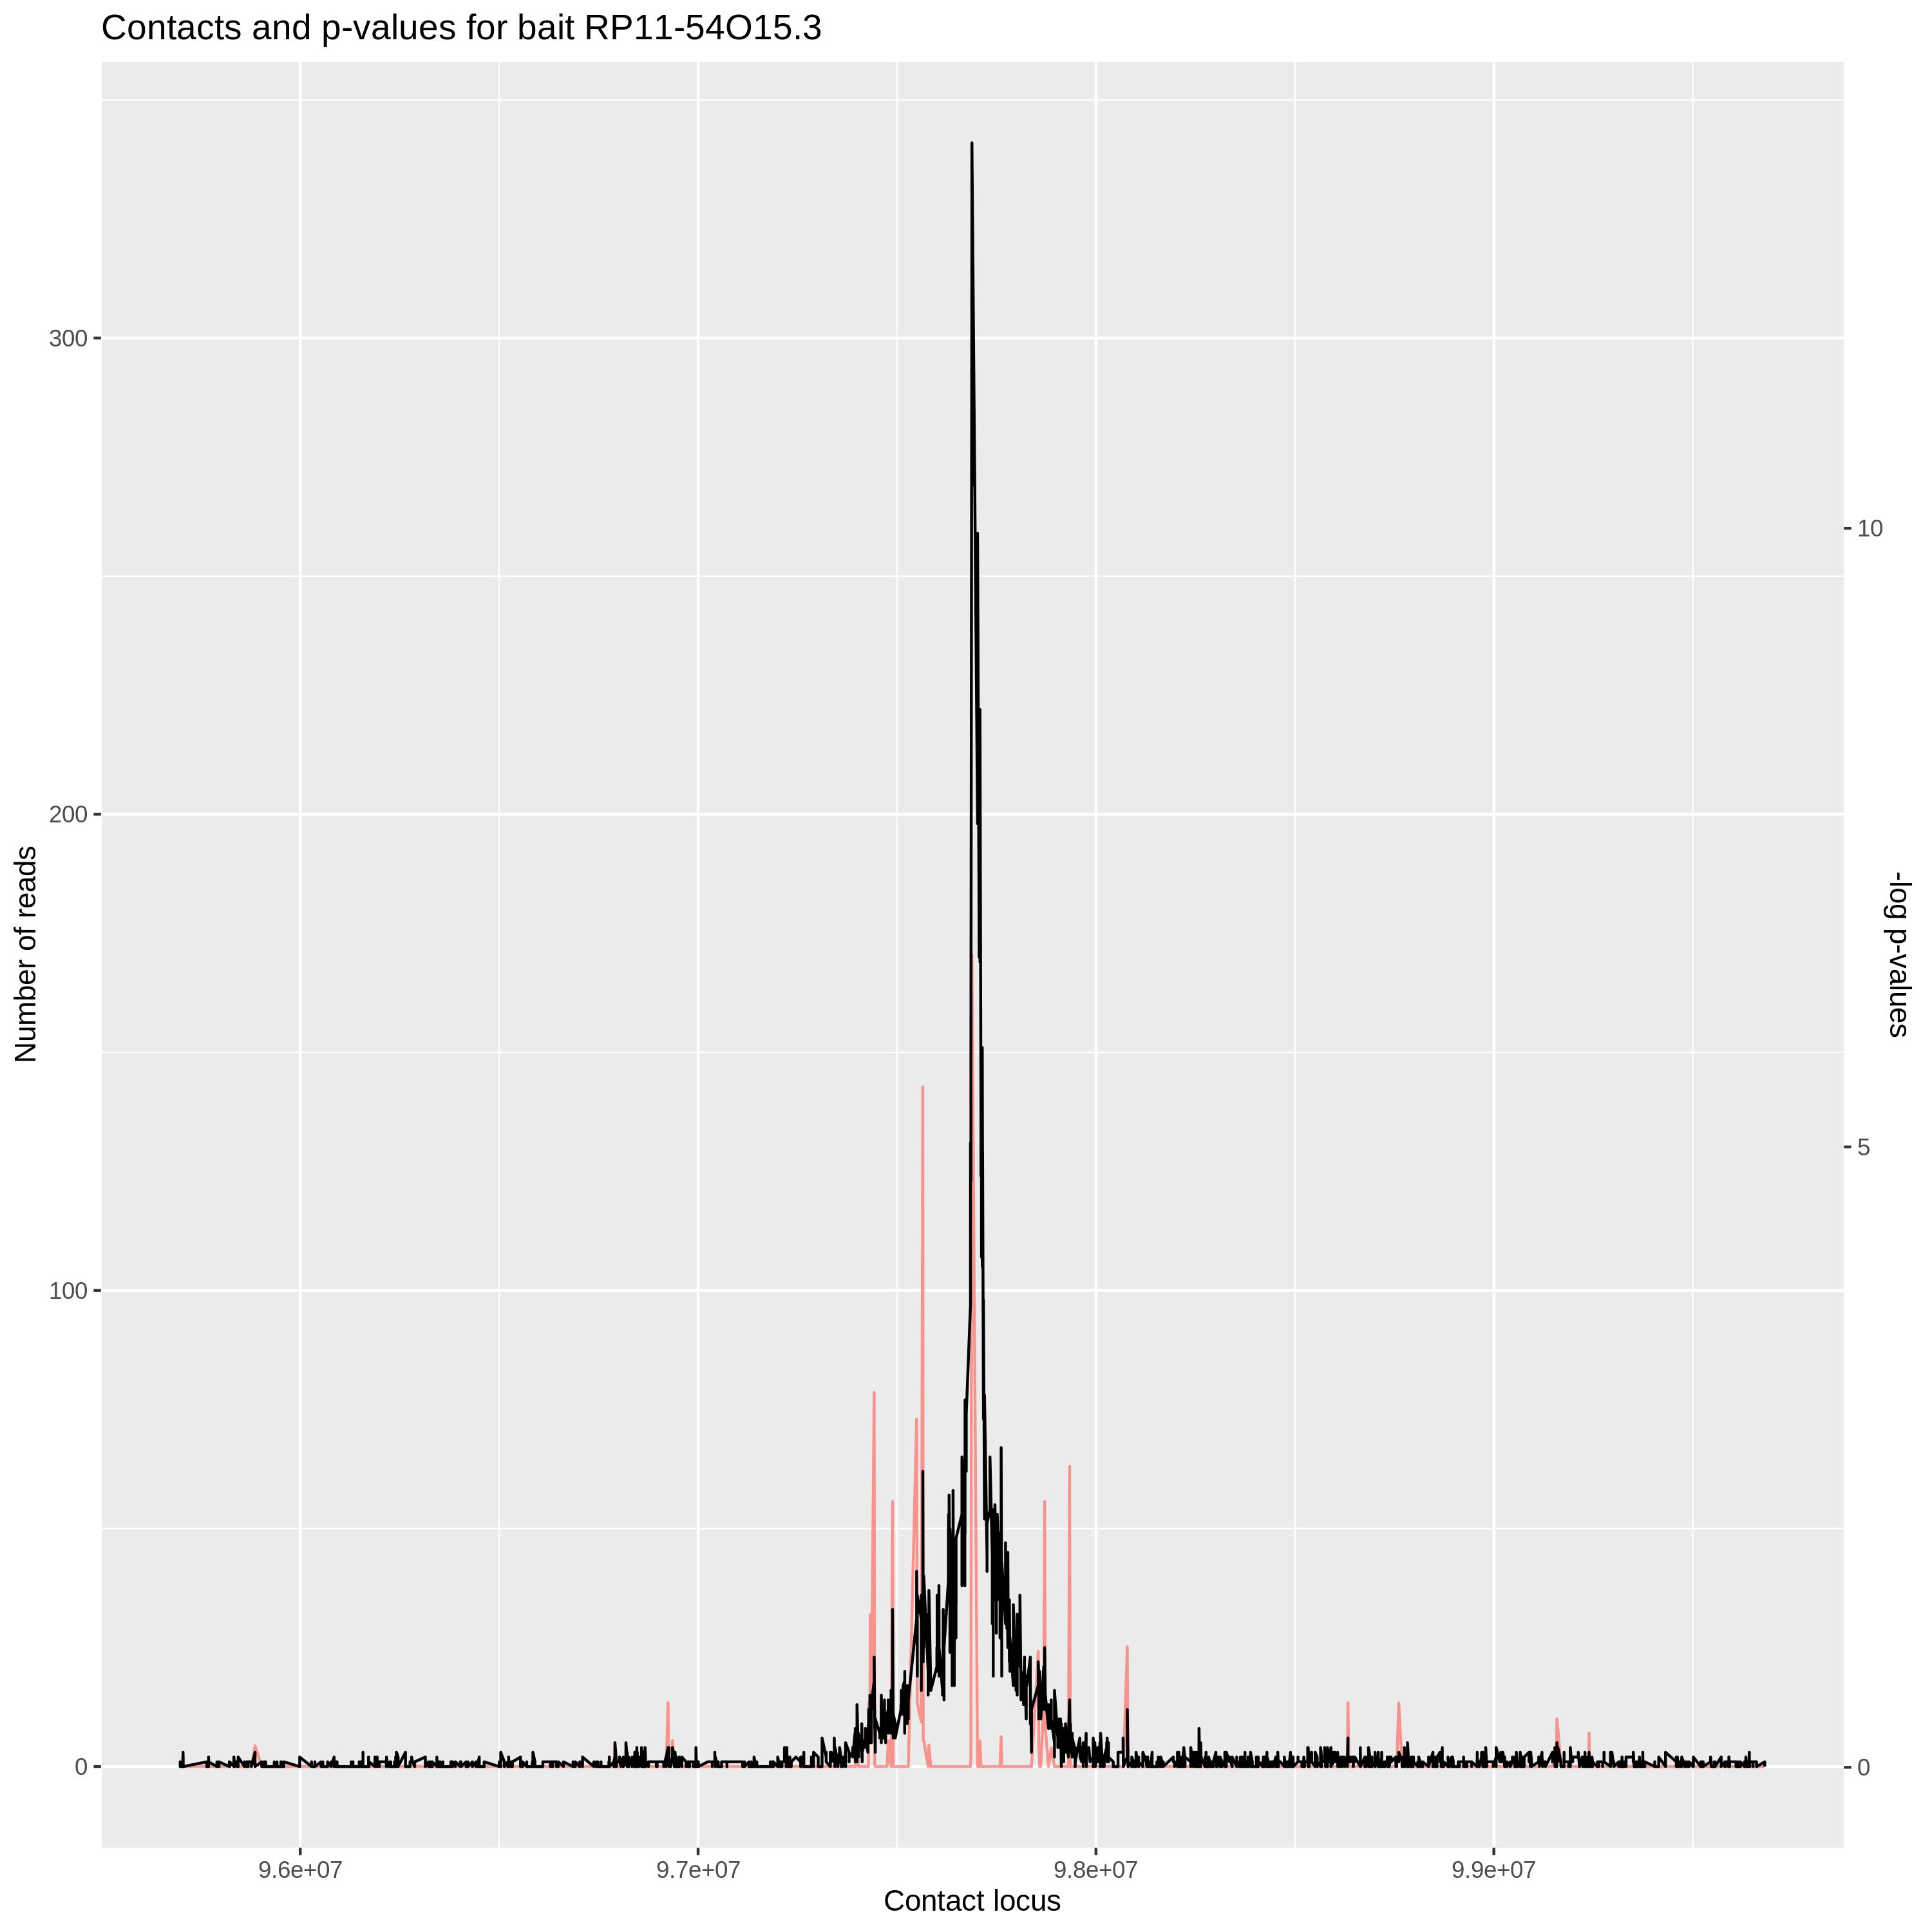 Contacts and p-values for bait RP11-54O15.3
300
200
100
0
Number of reads
10
5
0
-log p-values
9.6e+07
9.7e+07
9.8e+07
9.9e+07
Contact locus